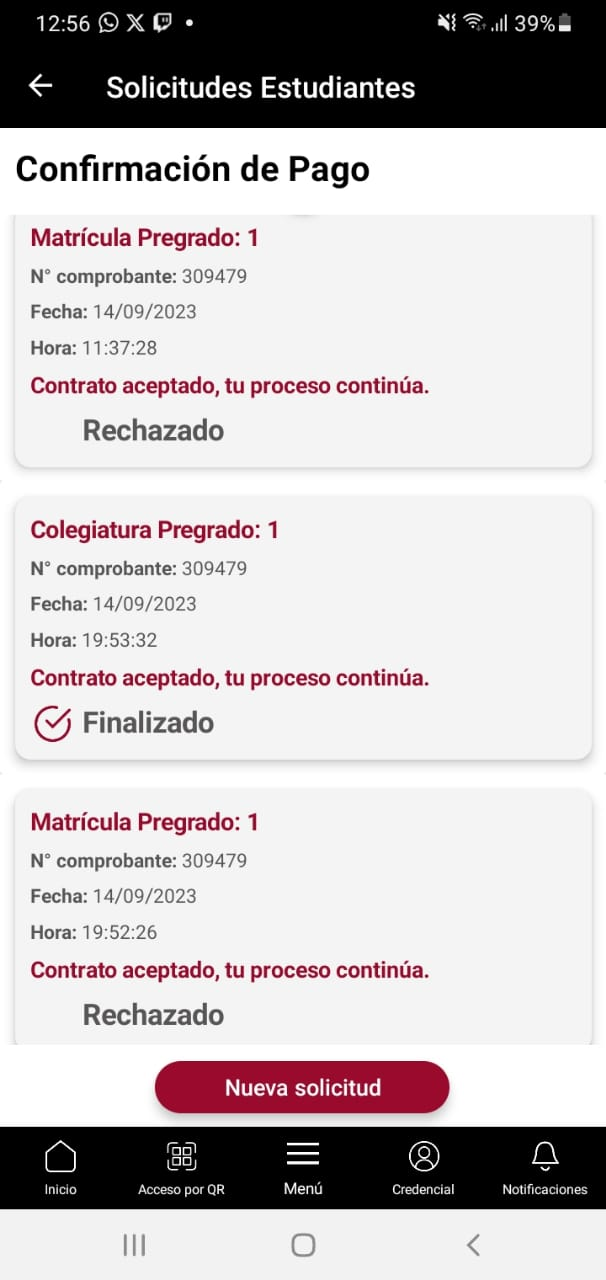 12:56
39%
Solicitudes Estudiantes
Confirmación de Pago
Matrícula Pregrado: 1
N° comprobante: 309479
Fecha: 14/09/2023
Hora: 11:37:28
Contrato aceptado, tu proceso continúa.
Rechazado
Colegiatura Pregrado: 1
N° comprobante: 309479
Fecha: 14/09/2023
Hora: 19:53:32
Contrato aceptado, tu proceso continúa.
Finalizado
Matrícula Pregrado: 1
N° comprobante: 309479
Fecha: 14/09/2023
Hora: 19:52:26
Contrato aceptado, tu proceso continúa.
Rechazado
Nueva solicitud
Inicio
Acceso por QR
Menú
Credencial
Notificaciones